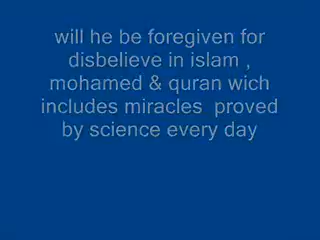 will he be foregiven for
disbelieve in islam ,
mohamed & quran wich
includes miracles  proved
by science every day